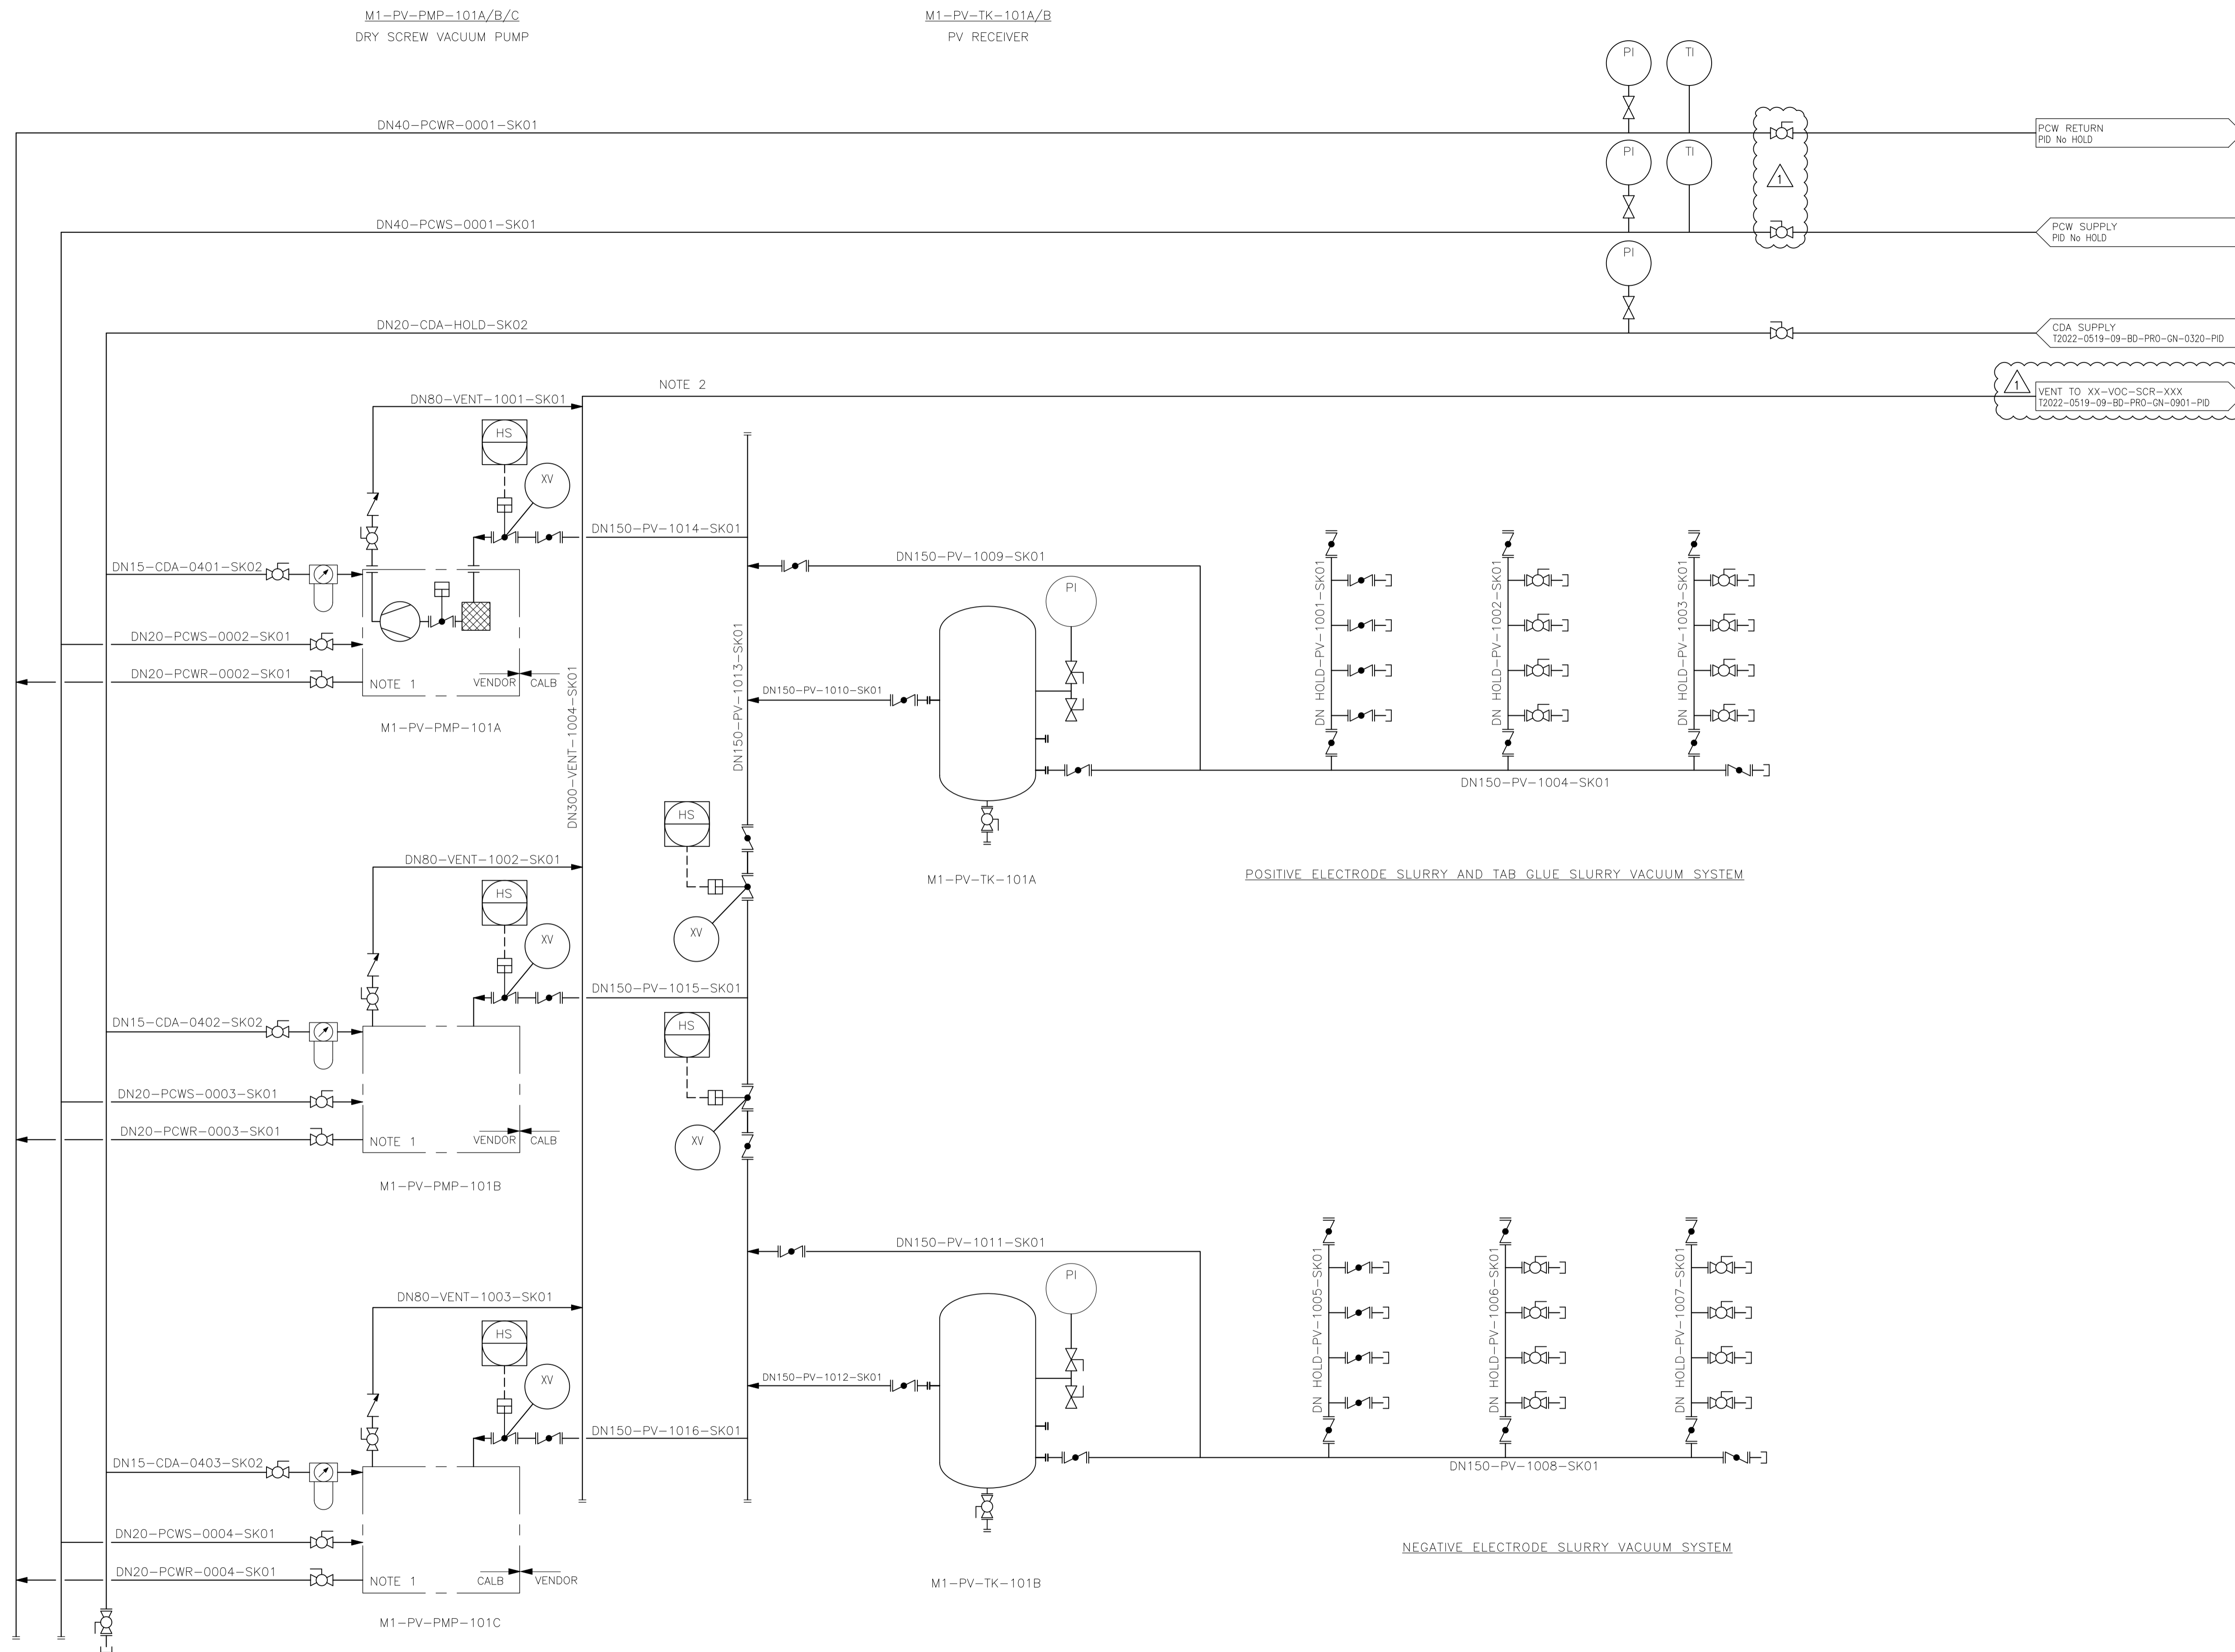 M1-PV-PMP-101A/B/C
DRY SCREW VACUUM PUMP
M1-PV-TK-101A/B
PV RECEIVER
PI
TI
DN40-PCWR-0001-SK01
PCW RETURN
PID No HOLD
PI
TI
1
DN40-PCWS-0001-SK01
PCW SUPPLY
PID No HOLD
PI
DN20-CDA-HOLD-SK02
CDA SUPPLY
T2022-0519-09-BD-PRO-GN-0320-PID
NOTE 2
1
VENT TO XX-VOC-SCR-XXX
T2022-0519-09-BD-PRO-GN-0901-PID
DN80-VENT-1001-SK01
HS
XV
DN150-PV-1014-SK01
DN15-CDA-0401-SK02
DN20-PCWS-0002-SK01
DN20-PCWR-0002-SK01
NOTE 1
VENDOR
CALB
M1-PV-PMP-101A
DN300-VENT-1004-SK01
DN150-PV-1013-SK01
DN150-PV-1009-SK01
PI
DN150-PV-1010-SK01
DN HOLD-PV-1001-SK01
DN HOLD-PV-1002-SK01
DN HOLD-PV-1003-SK01
DN150-PV-1004-SK01
M1-PV-TK-101A
POSITIVE ELECTRODE SLURRY AND TAB GLUE SLURRY VACUUM SYSTEM
HS
XV
DN80-VENT-1002-SK01
HS
XV
DN150-PV-1015-SK01
DN15-CDA-0402-SK02
DN20-PCWS-0003-SK01
DN20-PCWR-0003-SK01
NOTE 1
VENDOR
CALB
M1-PV-PMP-101B
HS
XV
DN150-PV-1011-SK01
PI
DN150-PV-1012-SK01
DN HOLD-PV-1005-SK01
DN HOLD-PV-1006-SK01
DN HOLD-PV-1007-SK01
DN150-PV-1008-SK01
DN80-VENT-1003-SK01
HS
XV
DN150-PV-1016-SK01
DN15-CDA-0403-SK02
DN20-PCWS-0004-SK01
DN20-PCWR-0004-SK01
NOTE 1
CALB
VENDOR
M1-PV-PMP-101C
M1-PV-TK-101B
NEGATIVE ELECTRODE SLURRY VACUUM SYSTEM